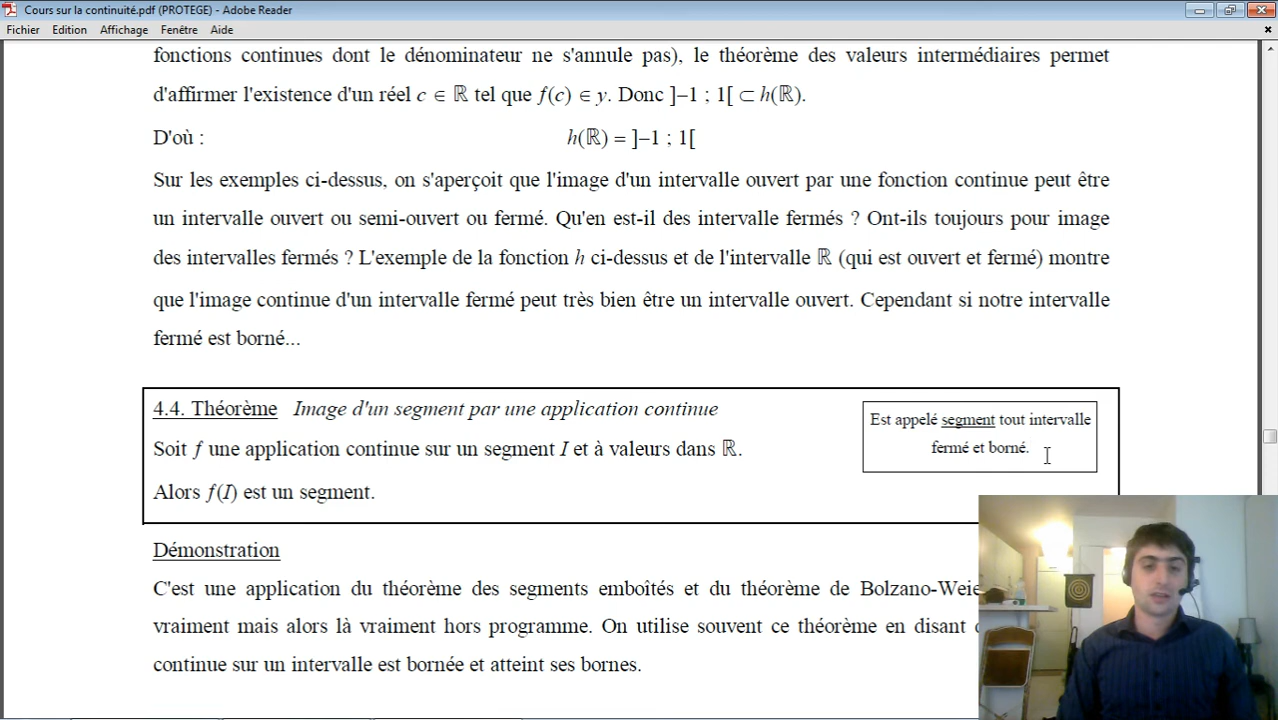 Cours sur la continuité.pdf (PROTEGE) - Adobe Reader
Fichier Edition Affichage Fenêtre Aide
fonctions continues dont le dénominateur ne s'annule pas), le théorème des valeurs intermédiaires permet
d'affirmer l'existence d'un réel c ∈ ℝ tel que f(c) ∈ y. Donc ]–1 ; 1[ ⊂ h(ℝ).
D'où : h(ℝ) = ]–1 ; 1[
Sur les exemples ci-dessus, on s'aperçoit que l'image d'un intervalle ouvert par une fonction continue peut être
un intervalle ouvert ou semi-ouvert ou fermé. Qu'en est-il des intervalle fermés ? Ont-ils toujours pour image
des intervalles fermés ? L'exemple de la fonction h ci-dessus et de l'intervalle ℝ (qui est ouvert et fermé) montre
que l'image continue d'un intervalle fermé peut très bien être un intervalle ouvert. Cependant si notre intervalle
fermé est borné...
4.4. Théorème Image d'un segment par une application continue
Soit f une application continue sur un segment I et à valeurs dans ℝ.
Alors f(I) est un segment.
Est appelé segment tout intervalle
fermé et borné.
Démonstration
C'est une application du théorème des segments emboîtés et du théorème de Bolzano-Weie
vraiment mais alors là vraiment hors programme. On utilise souvent ce théorème en disant
continue sur un intervalle est bornée et atteint ses bornes.